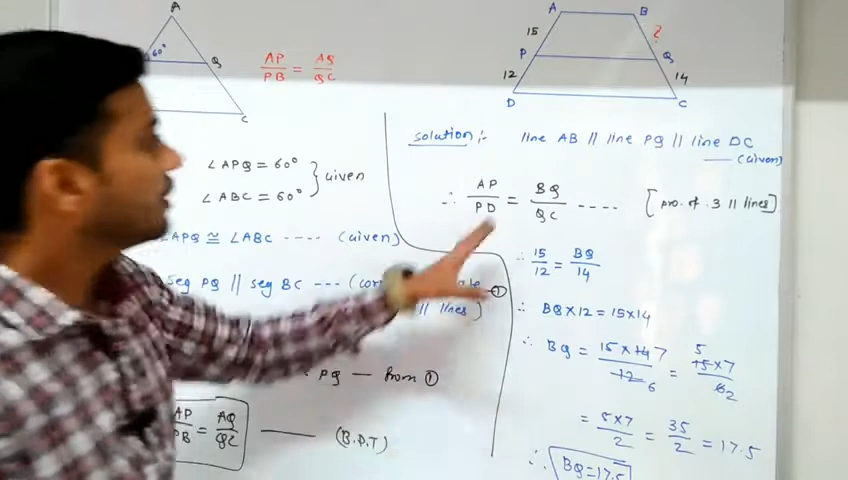 A
60°
Q
C
AP/PB = AQ/QC
∠APQ = 60°
∠ABC = 60°
} Given
∠APQ ≅ ∠ABC ---- (Given)
Seg PQ || seg BC --- (
|| lines)
①
PQ — from ①
AP/PB = AQ/QC —— (B.P.T)
A B
15 ?
P Q
12 14
D C
Solution :- line AB || line PQ || line DC
—— (Given)
∴ AP/PD = BQ/QC ---- [pro. of 3 || lines]
∴ 15/12 = BQ/14
∴ BQ × 12 = 15 × 14
∴ BQ = 15 × 14 7/12 6 = 5 15 × 7/6 2
= 5 × 7/2 = 35/2 = 17.5
∴ BQ = 17.5